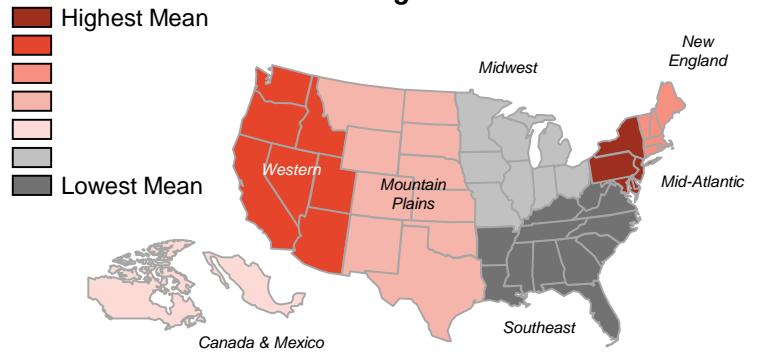 Highest Mean
New
England
Midwest
Western
Mountain
Plains
Mid-Atlantic
Lowest Mean
Southeast
Canada & Mexico